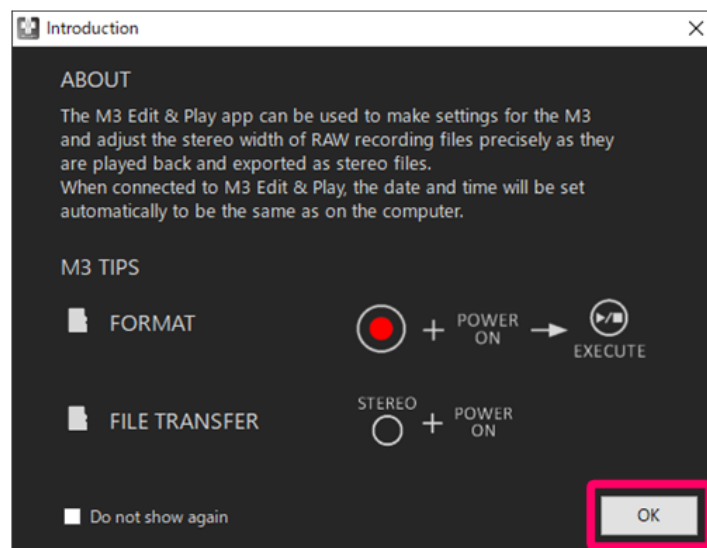 Introduction
ABOUT
The M3 Edit & Play app can be used to make settings for the M3
and adjust the stereo width of RAW recording files precisely as they
are played back and exported as stereo files.
When connected to M3 Edit & Play, the date and time will be set
automatically to be the same as on the computer.
M3 TIPS
FORMAT
+ POWER
ON
EXECUTE
FILE TRANSFER
STEREO
+ POWER
ON
Do not show again
OK